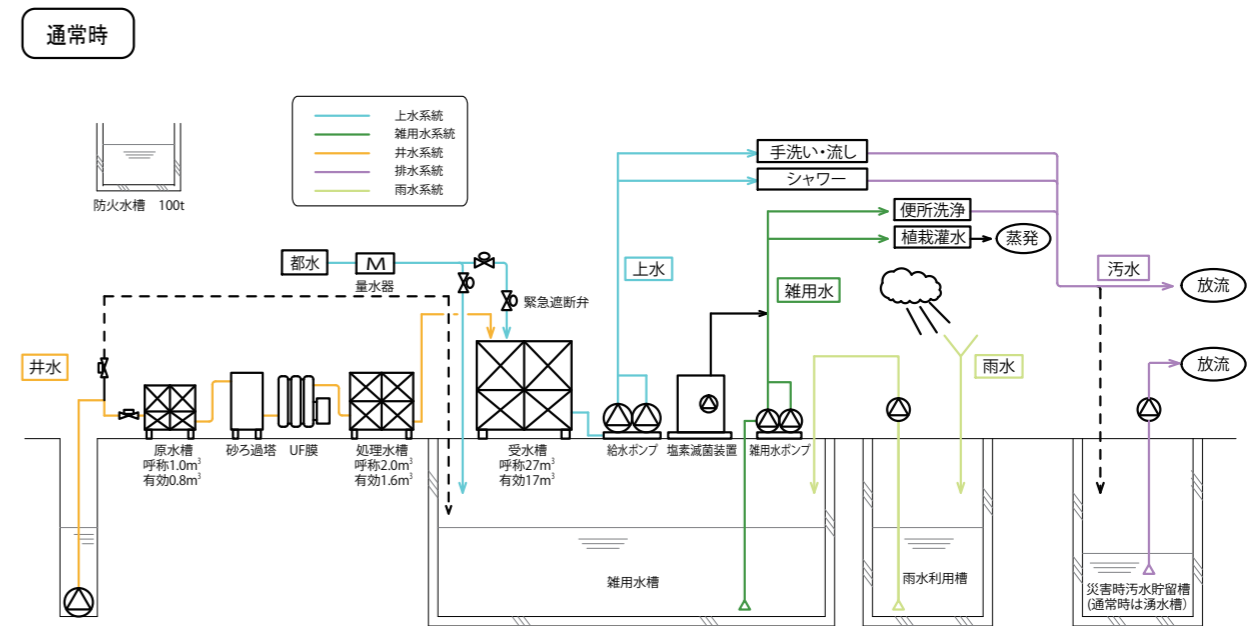 通常時
上水系統
雑用水系統
井水系統
排水系統
雨水系統
防火水槽 100t
手洗い・流し
シャワー
便所洗浄
植栽灌水
蒸発
都水
M
量水器
緊急遮断弁
上水
雑用水
汚水
放流
井水
雨水
放流
原水槽
呼称1.0m³
有効0.8m³
砂ろ過塔
UF膜
処理水槽
呼称2.0m³
有効1.6m³
受水槽
呼称27m³
有効17m³
給水ポンプ
塩素滅菌装置
雑用水ポンプ
雑用水槽
雨水利用槽
災害時汚水貯留槽
(通常時は湧水槽)